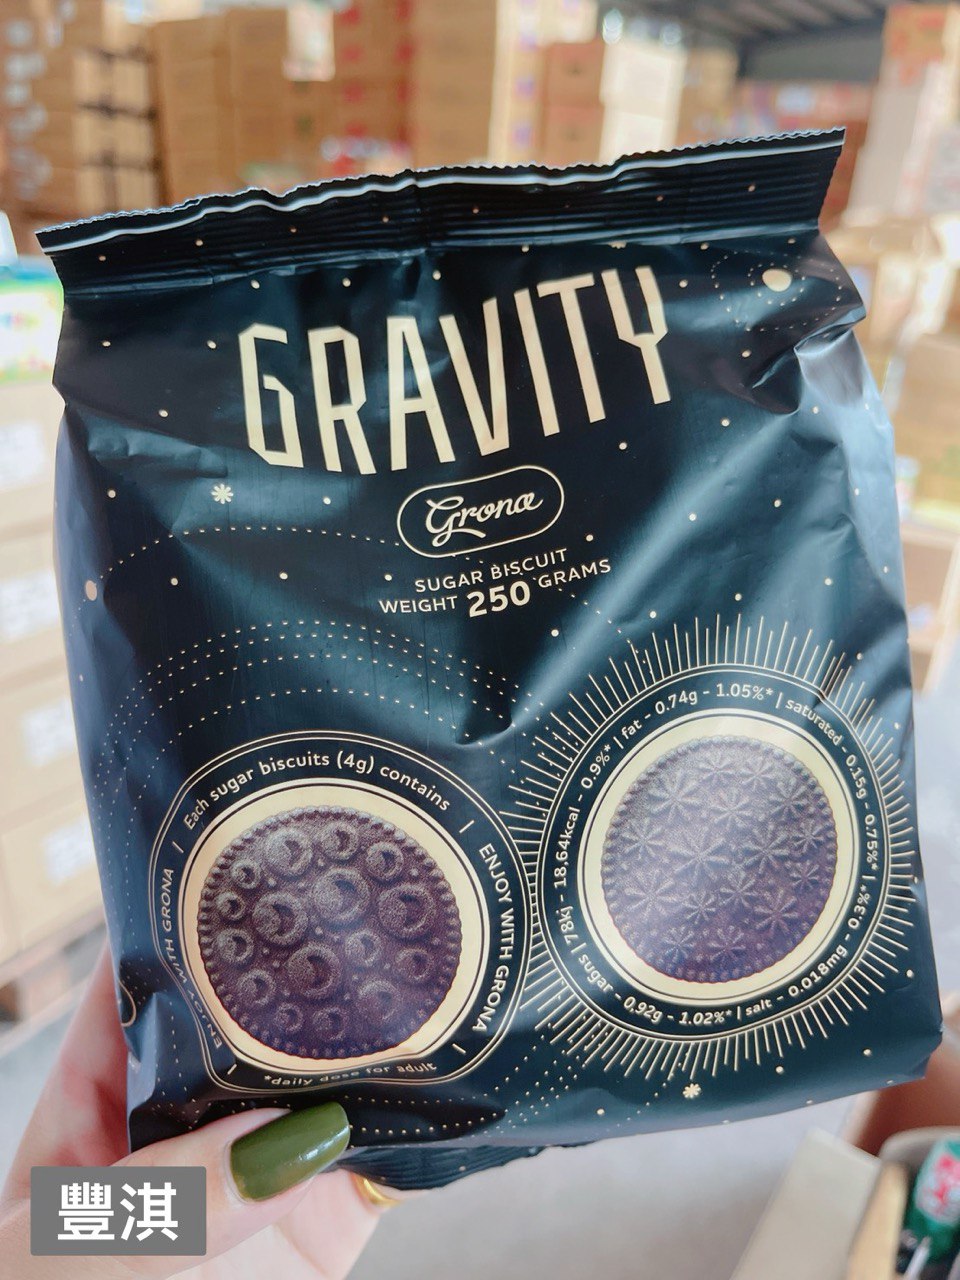 GRAVITY
Grona
SUGAR BISCUIT
WEIGHT 250 GRAMS
Each sugar biscuits (4g) contains
ENJOY WITH GRONA
*daily dose for adult
ENJOY WITH GRONA
78kj - 18,64kcal - 0.9%* | fat - 0.74g - 1.05%* | saturated - 0.15g - 0.75%* |
sugar - 0,92g - 1.02%* | salt - 0.018mg - 0.3%* |
豐淇